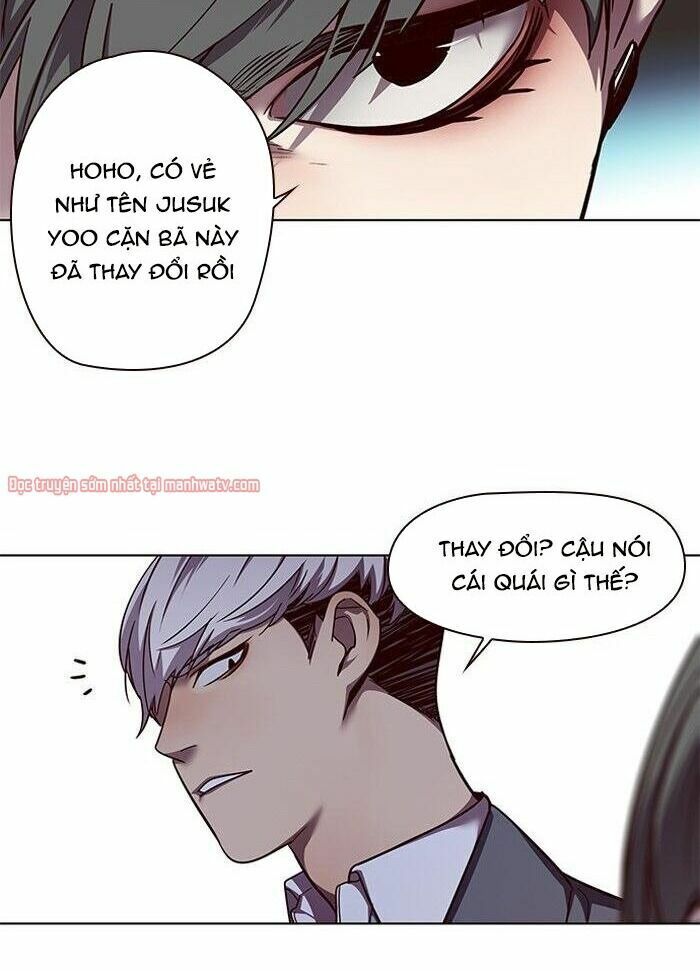 HOHO, CÓ VẺ
NHƯ TÊN JUSUK
YOO CẶN BÃ NÀY
ĐÃ THAY ĐỔI RỒI
Đọc truyện sớm nhất tại manhwatv.com
THAY ĐỔI? CẬU NÓI
CÁI QUÁI GÌ THẾ?